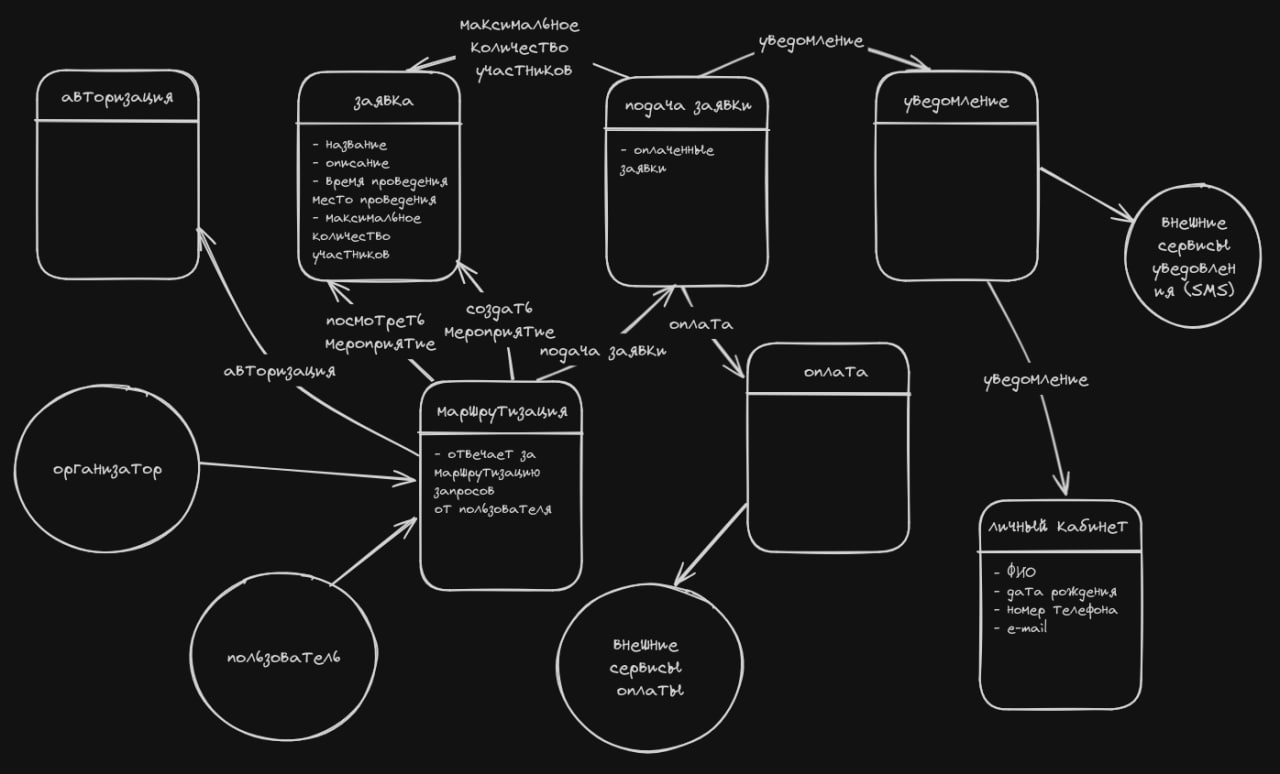 максимальное
количество
участников
уведомление
авторизация
заявка
- название
- описание
- время проведения
место проведения
- максимальное
количество
участников
подача заявки
- оплаченные
заявки
уведомление
внешние
сервисы
уведовлен
ия (SMS)
посмотреть
мероприятие
создать
мероприятие
подача заявки
оплата
авторизация
уведомление
организатор
маршрутизация
- отвечает за
маршрутизацию
запросов
от пользователя
оплата
пользователь
внешние
сервисы
оплаты
личный кабинет
- ФИО
- дата рождения
- номер телефона
- e-mail